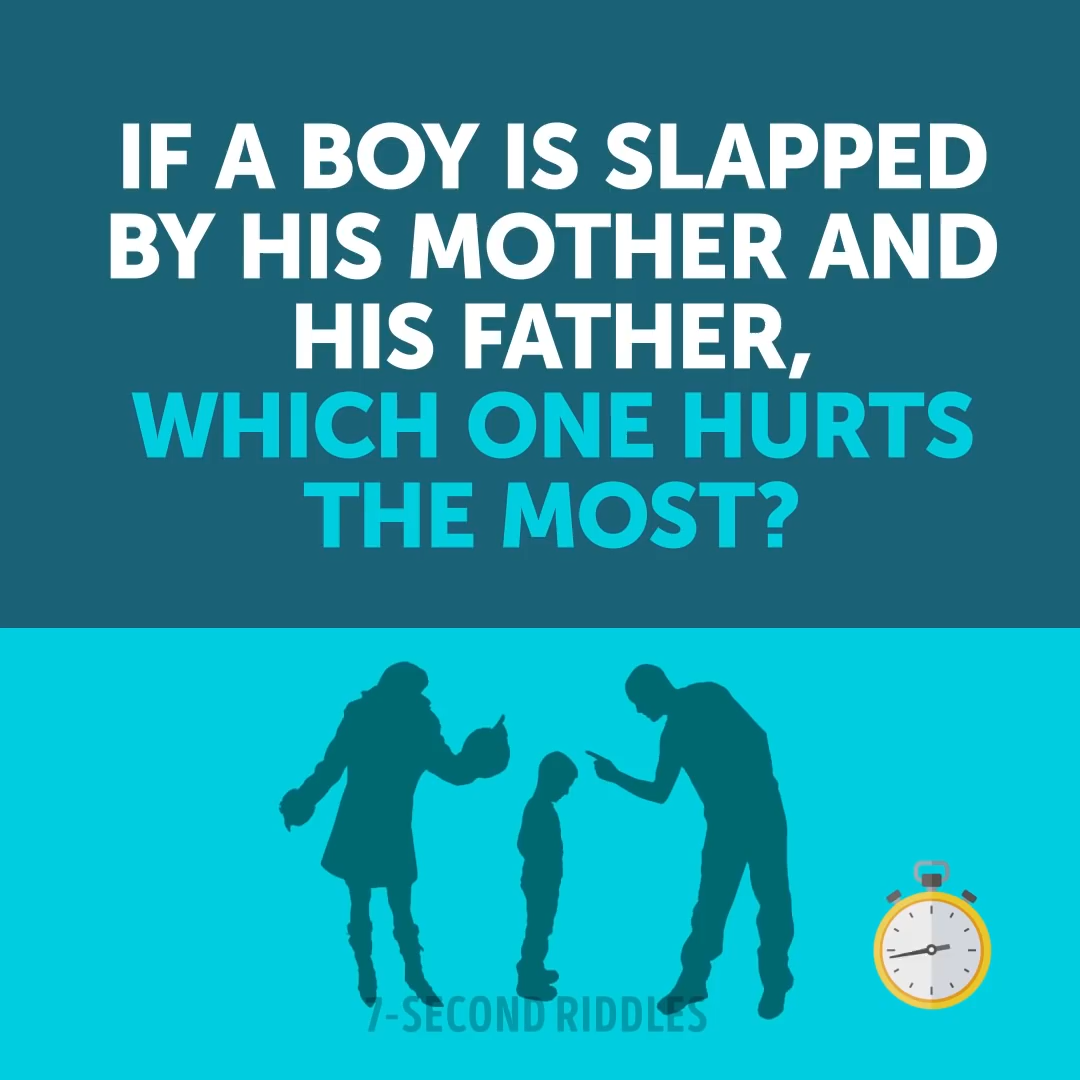 IF A BOY IS SLAPPED
BY HIS MOTHER AND
HIS FATHER,
WHICH ONE HURTS
THE MOST?
7-SECOND RIDDLES